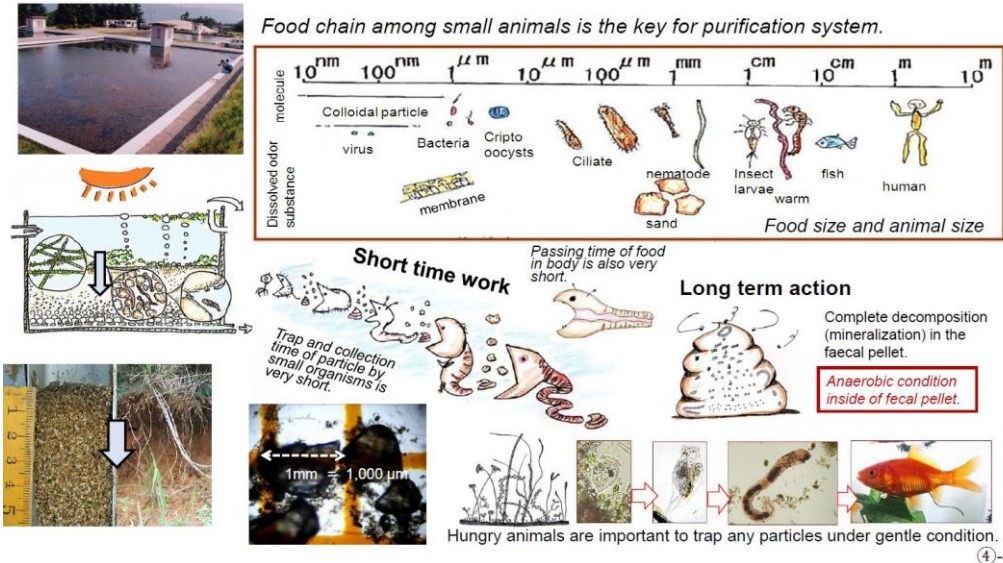 Food chain among small animals is the key for purification system.
10nm 100nm 1μm 10μm 100μm 1mm 1cm 10cm 1m 10m
molecule
Colloidal particle
virus
Bacteria
Cripto
oocysts
Ciliate
nematode
Insect
larvae
warm
fish
human
Dissolved odor
substance
membrane
sand
Food size and animal size
Short time work
Passing time of food
in body is also very
short.
Long term action
Trap and collection
time of particle by
small organisms is
very short.
Complete decomposition
(mineralization) in the
faecal pellet.
Anaerobic condition
inside of fecal pellet.
1
2
3
4
5
1mm = 1,000 μm
Hungry animals are important to trap any particles under gentle condition.
④-